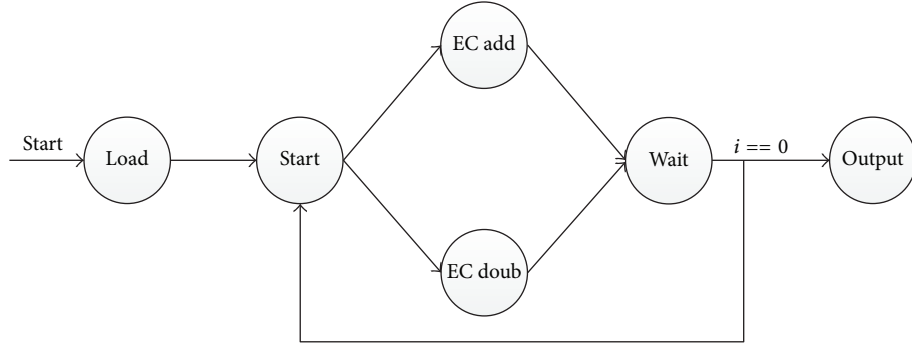 Start
Load
Start
EC add
EC doub
Wait
i == 0
Output